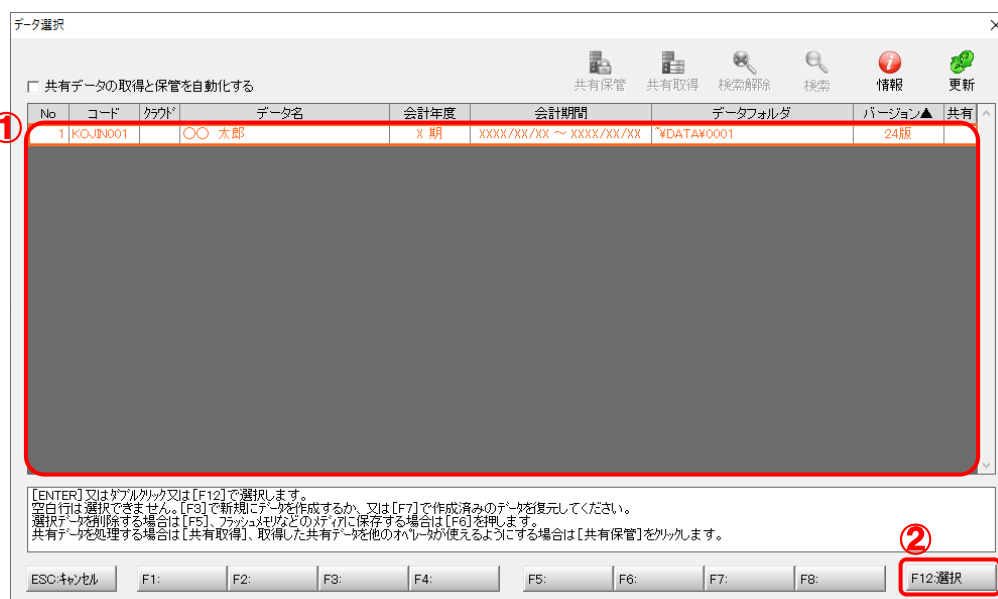 データ選択
×
共有データの取得と保管を自動化する
共有保管 共有取得 検索解除 検索 情報 更新
①
No コード クラウド データ名 会計年度 会計期間 データフォルダ バージョン▲ 共有
1 KOJIN001 〇〇 太郎 X 期 XXXX/XX/XX ～ XXXX/XX/XX ~¥DATA¥0001 24版
[ENTER]又はダブルクリック又は[F12]で選択します。
空白行は選択できません。[F3]で新規にデータを作成するか、又は[F7]で作成済みのデータを復元してください。
選択データを削除する場合は[F5]、フラッシュメモリなどのメディアに保存する場合は[F6]を押します。
共有データを処理する場合は[共有取得]、取得した共有データを他のオペレータが使えるようにする場合は[共有保管]をクリックします。
②
ESC:キャンセル F1: F2: F3: F4: F5: F6: F7: F8: F12:選択